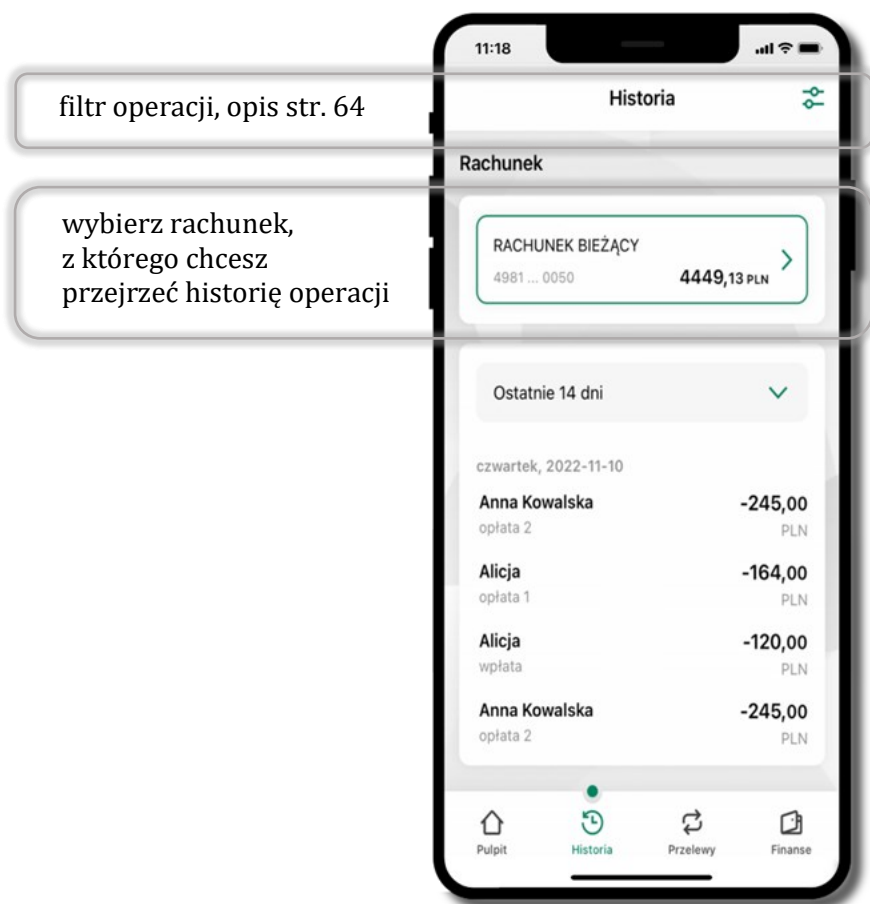 11:18
Historia
filtr operacji, opis str. 64
Rachunek
wybierz rachunek,
z którego chcesz
przejrzeć historię operacji
RACHUNEK BIEŻĄCY
4981 ... 0050 4449,13 PLN
Ostatnie 14 dni
czwartek, 2022-11-10
Anna Kowalska -245,00
opłata 2 PLN
Alicja -164,00
opłata 1 PLN
Alicja -120,00
wpłata PLN
Anna Kowalska -245,00
opłata 2 PLN
Pulpit Historia Przelewy Finanse